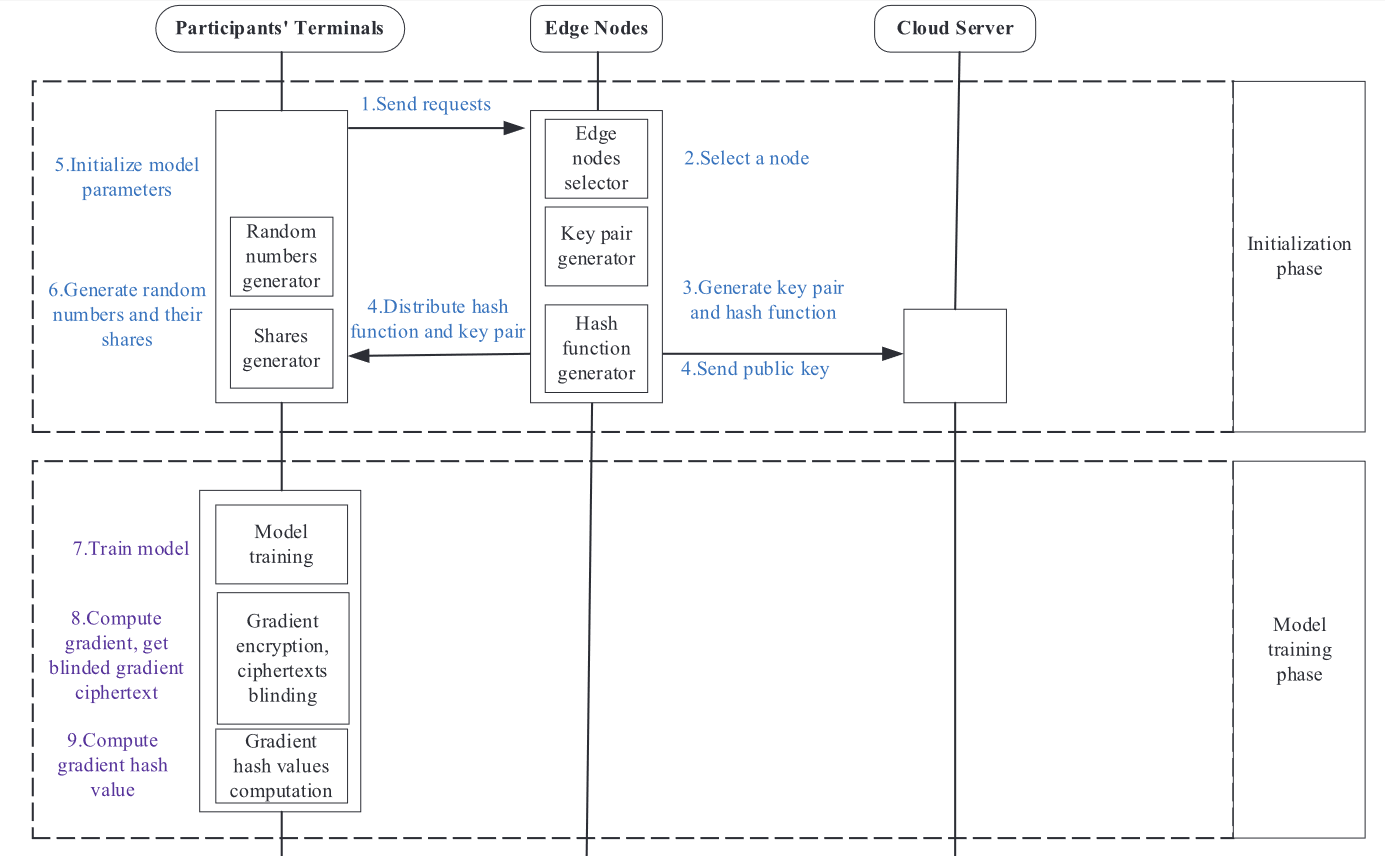 Participants' Terminals
Edge Nodes
Cloud Server
1.Send requests
Edge
nodes
selector
2.Select a node
5.Initialize model
parameters
Random
numbers
generator
Key pair
generator
Initialization
phase
6.Generate random
numbers and their
shares
Shares
generator
4.Distribute hash
function and key pair
Hash
function
generator
3.Generate key pair
and hash function
4.Send public key
7.Train model
Model
training
8.Compute
gradient, get
blinded gradient
ciphertext
Gradient
encryption,
ciphertexts
blinding
Model
training
phase
9.Compute
gradient hash
value
Gradient
hash values
computation